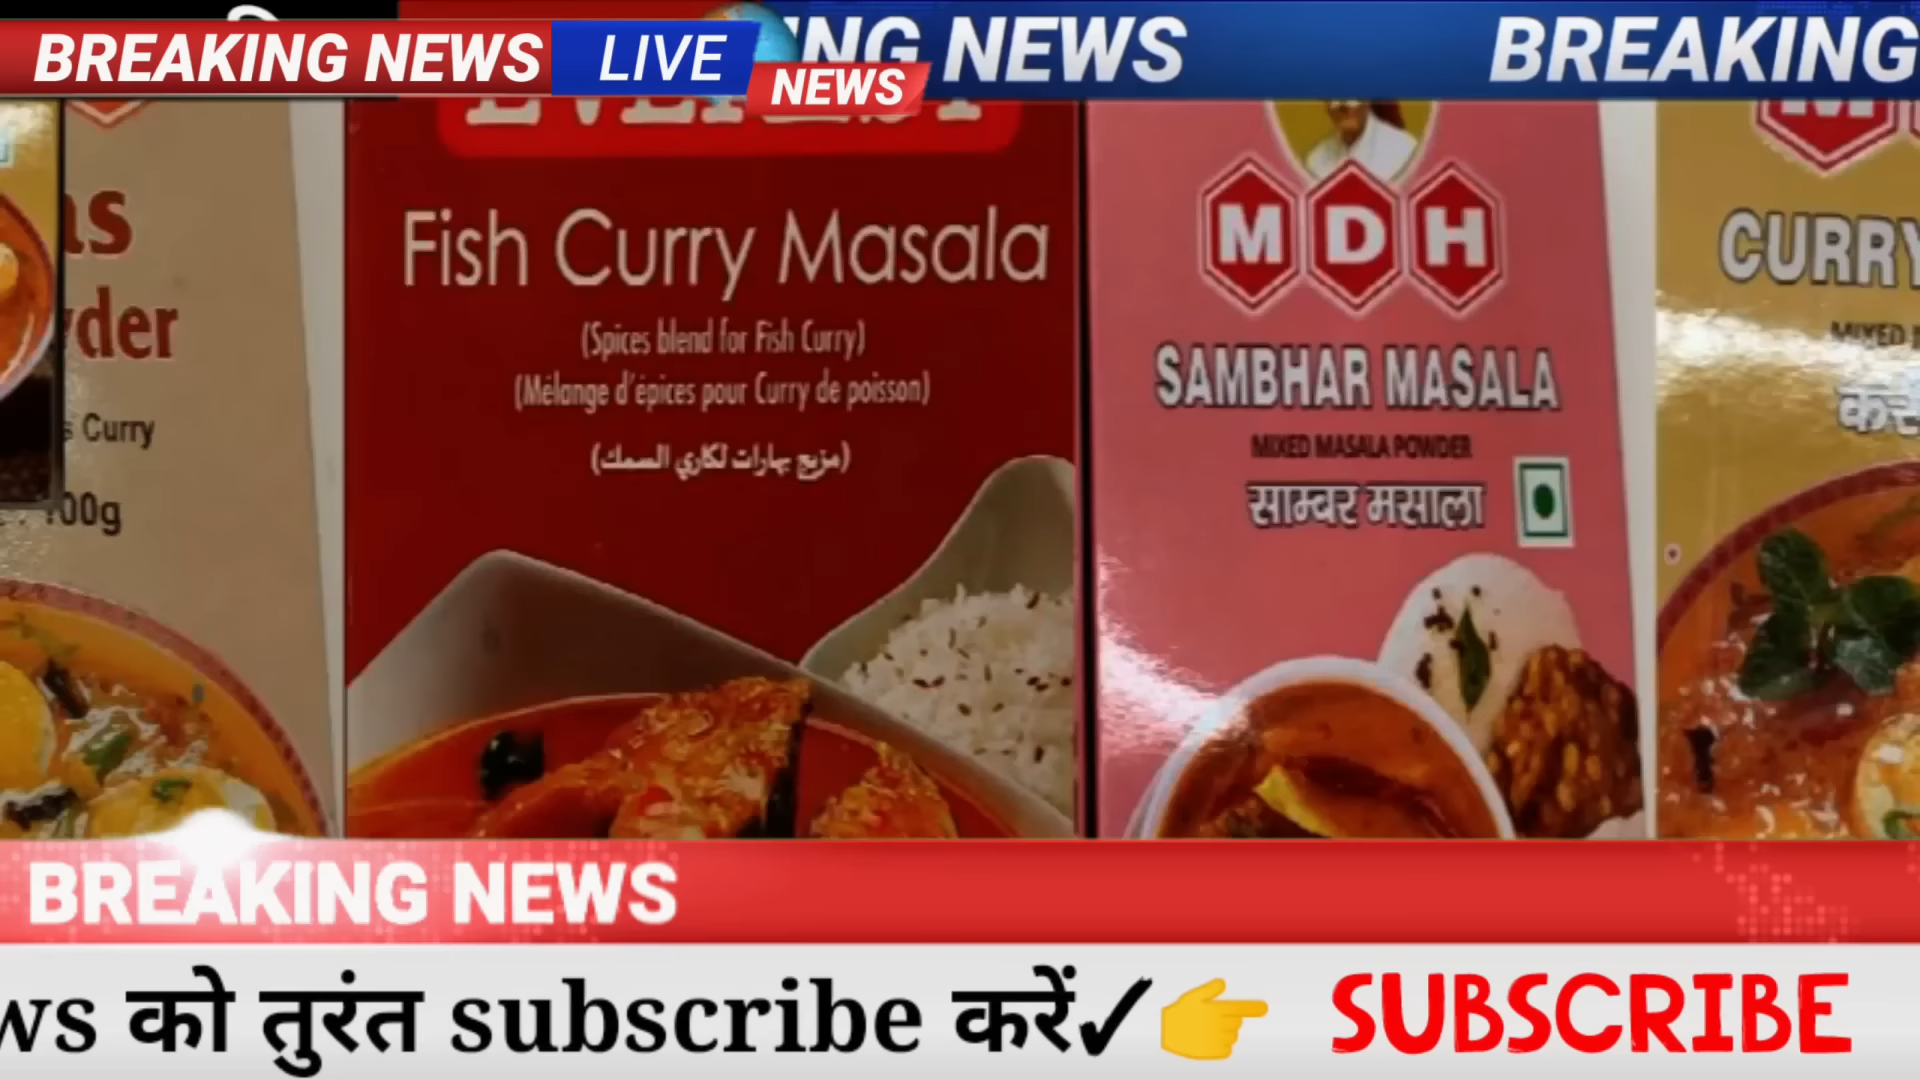 BREAKING NEWS
LIVE
NEWS
NEWS
BREAKING
der
s Curry
00g
EVEREST
Fish Curry Masala
(Spices blend for Fish Curry)
(Mélange d'épices pour Curry de poisson)
(مزيج بهارات لكاري السمك)
MDH
SAMBHAR MASALA
MIXED MASALA POWDER
साम्बर मसाला
CURRY
MIXED
BREAKING NEWS
ws को तुरंत subscribe करें✓👉 SUBSCRIBE